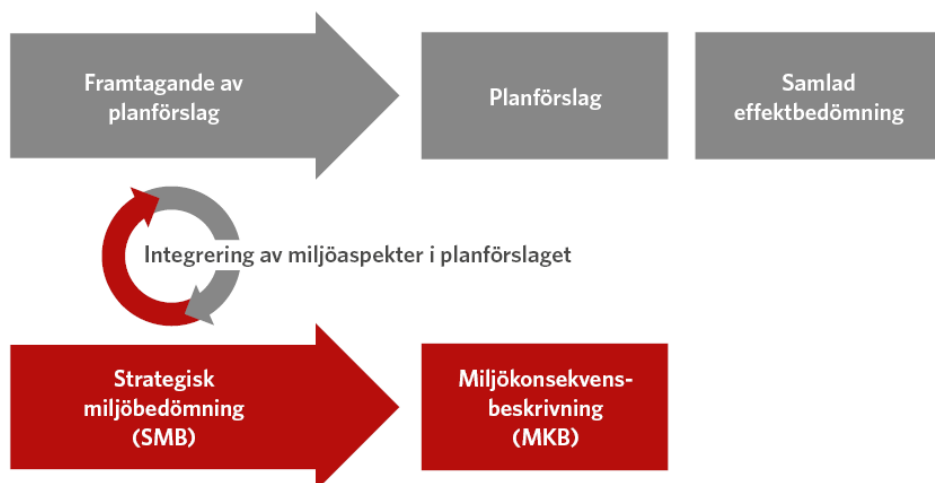 Framtagande av
planförslag
Planförslag
Samlad
effektbedömning
Integrering av miljöaspekter i planförslaget
Strategisk
miljöbedömning
(SMB)
Miljökonsekvens-
beskrivning
(MKB)